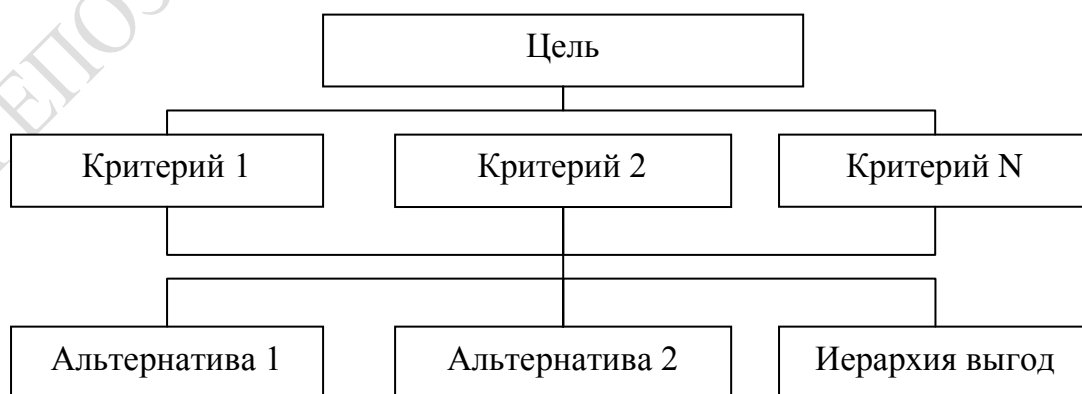 Цель
Критерий 1
Критерий 2
Критерий N
Альтернатива 1
Альтернатива 2
Иерархия выгод